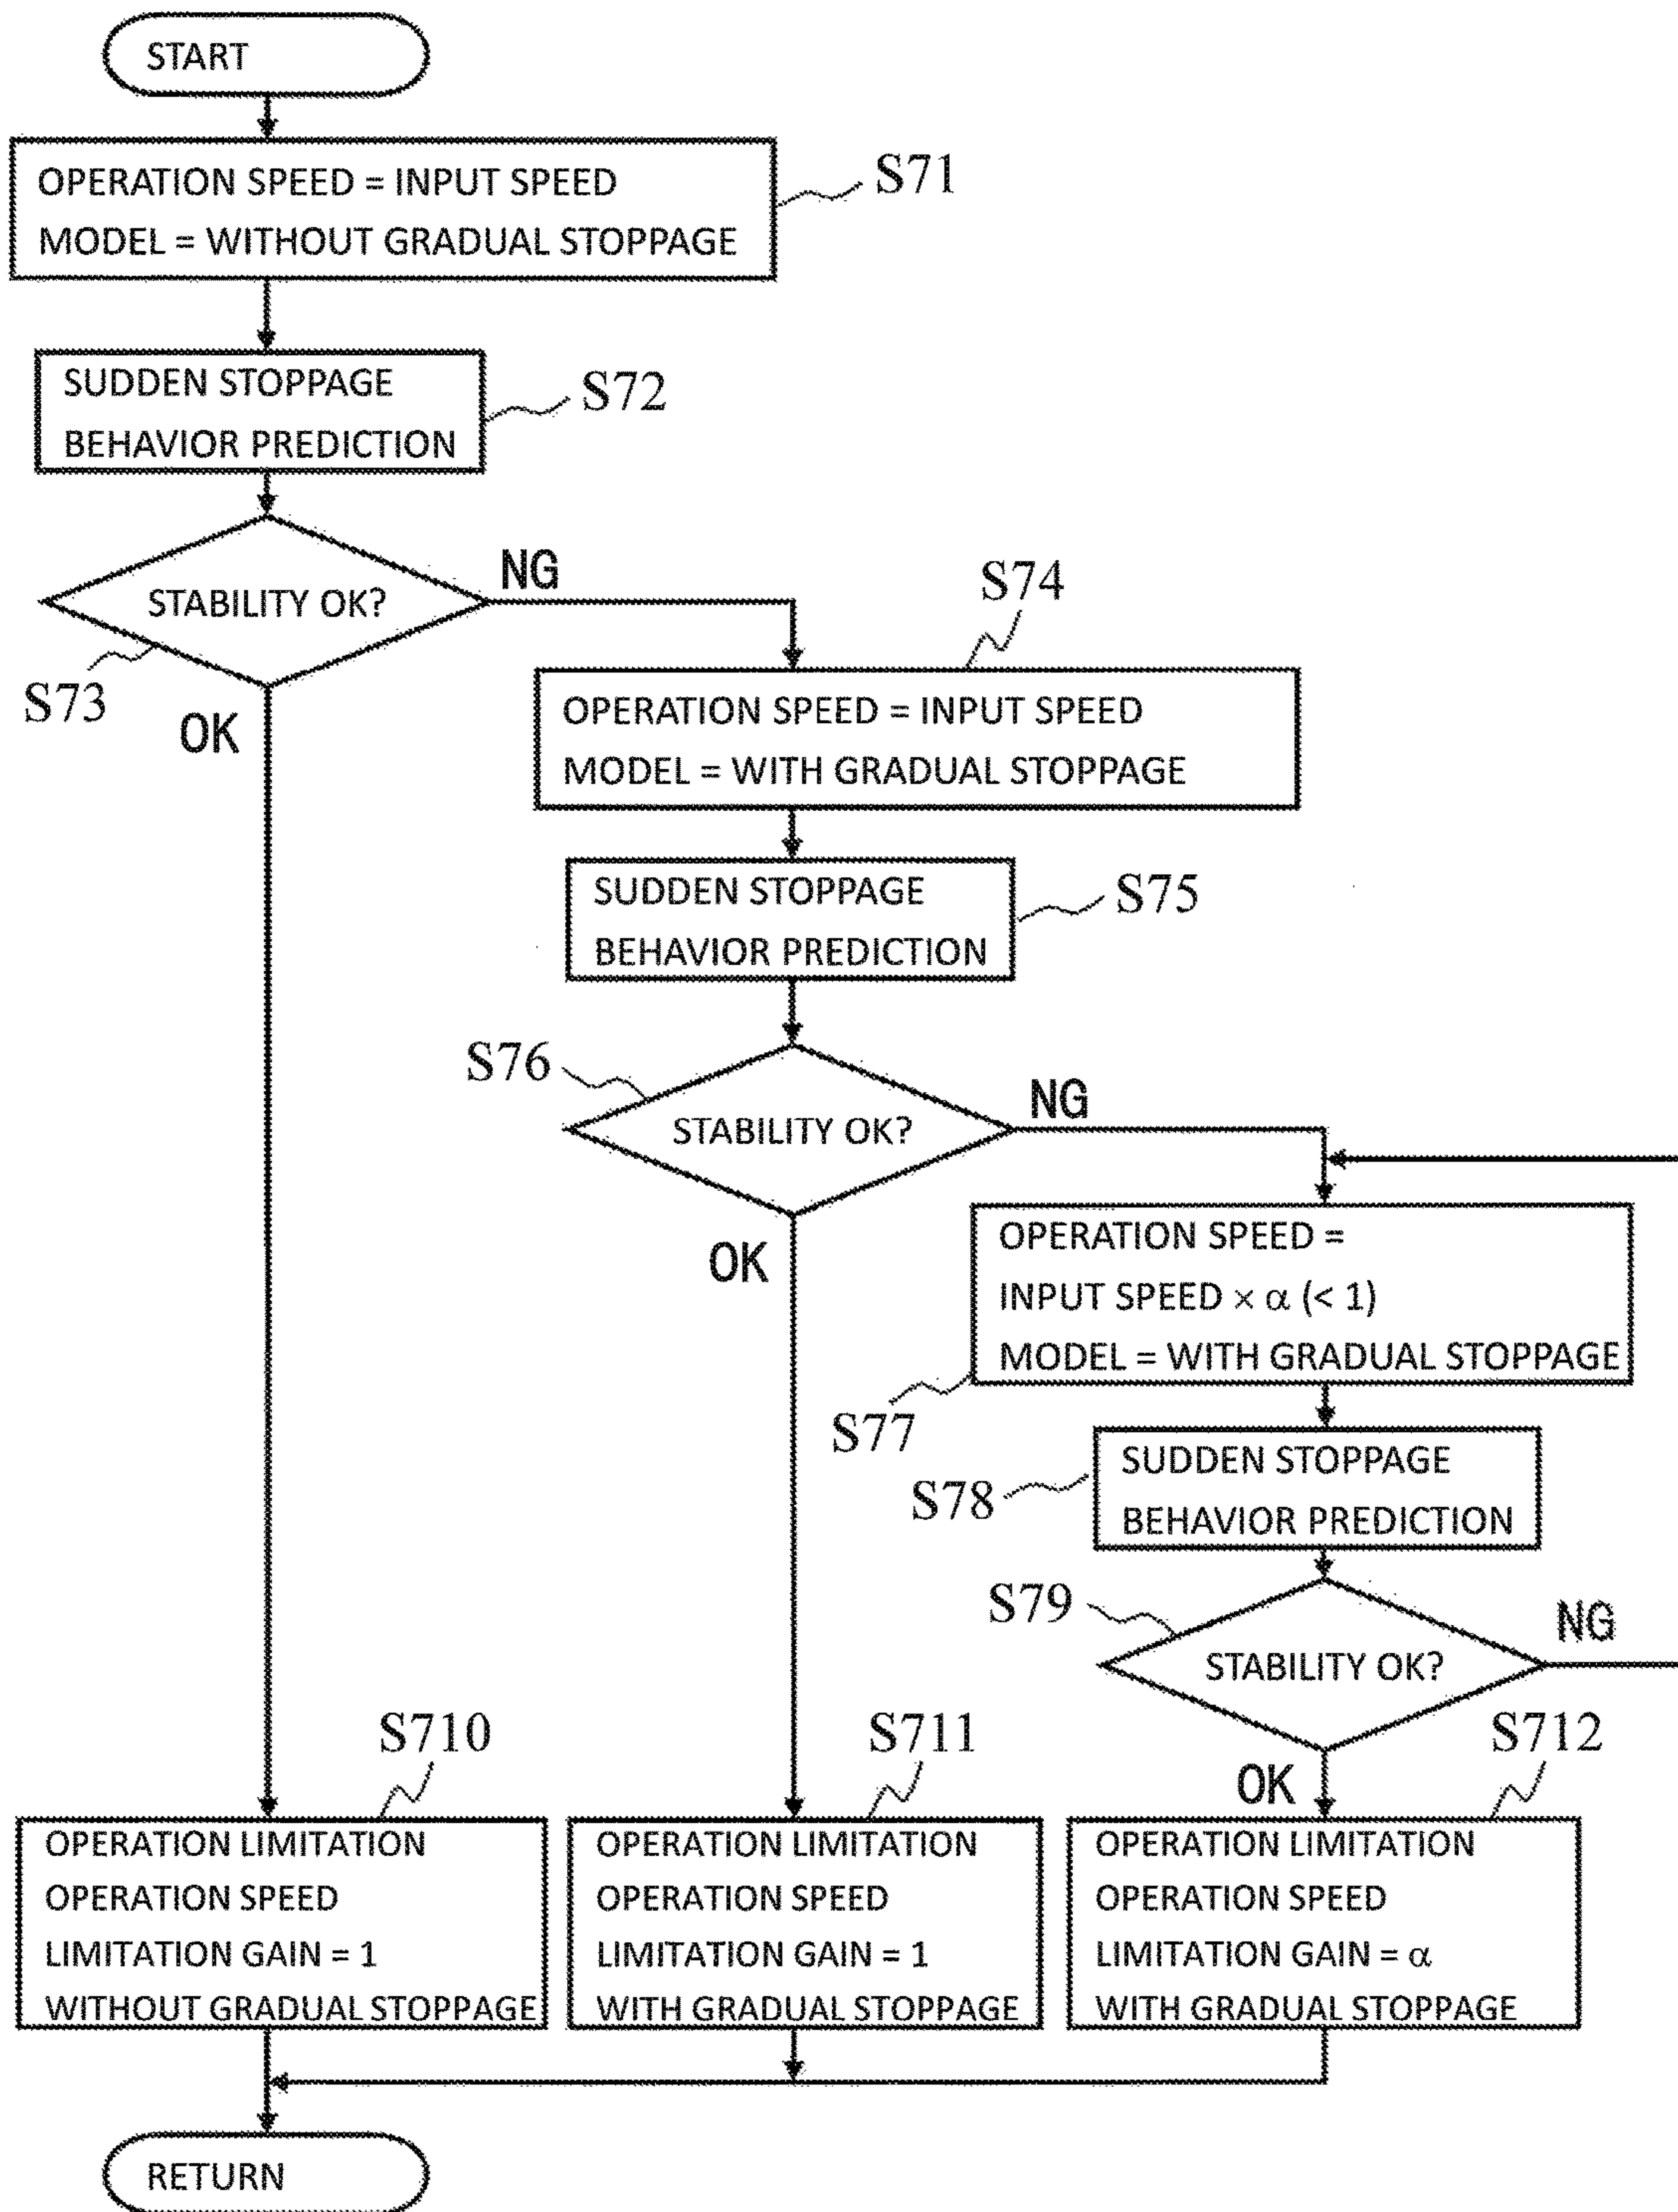 START
OPERATION SPEED = INPUT SPEED
MODEL = WITHOUT GRADUAL STOPPAGE
S71
SUDDEN STOPPAGE
BEHAVIOR PREDICTION
S72
STABILITY OK?
NG
S73
OK
S74
OPERATION SPEED = INPUT SPEED
MODEL = WITH GRADUAL STOPPAGE
SUDDEN STOPPAGE
BEHAVIOR PREDICTION
S75
S76
STABILITY OK?
NG
OK
OPERATION SPEED =
INPUT SPEED × α (< 1)
MODEL = WITH GRADUAL STOPPAGE
S77
SUDDEN STOPPAGE
BEHAVIOR PREDICTION
S78
S79
STABILITY OK?
NG
OK
S710
OPERATION LIMITATION
OPERATION SPEED
LIMITATION GAIN = 1
WITHOUT GRADUAL STOPPAGE
S711
OPERATION LIMITATION
OPERATION SPEED
LIMITATION GAIN = 1
WITH GRADUAL STOPPAGE
S712
OPERATION LIMITATION
OPERATION SPEED
LIMITATION GAIN = α
WITH GRADUAL STOPPAGE
RETURN